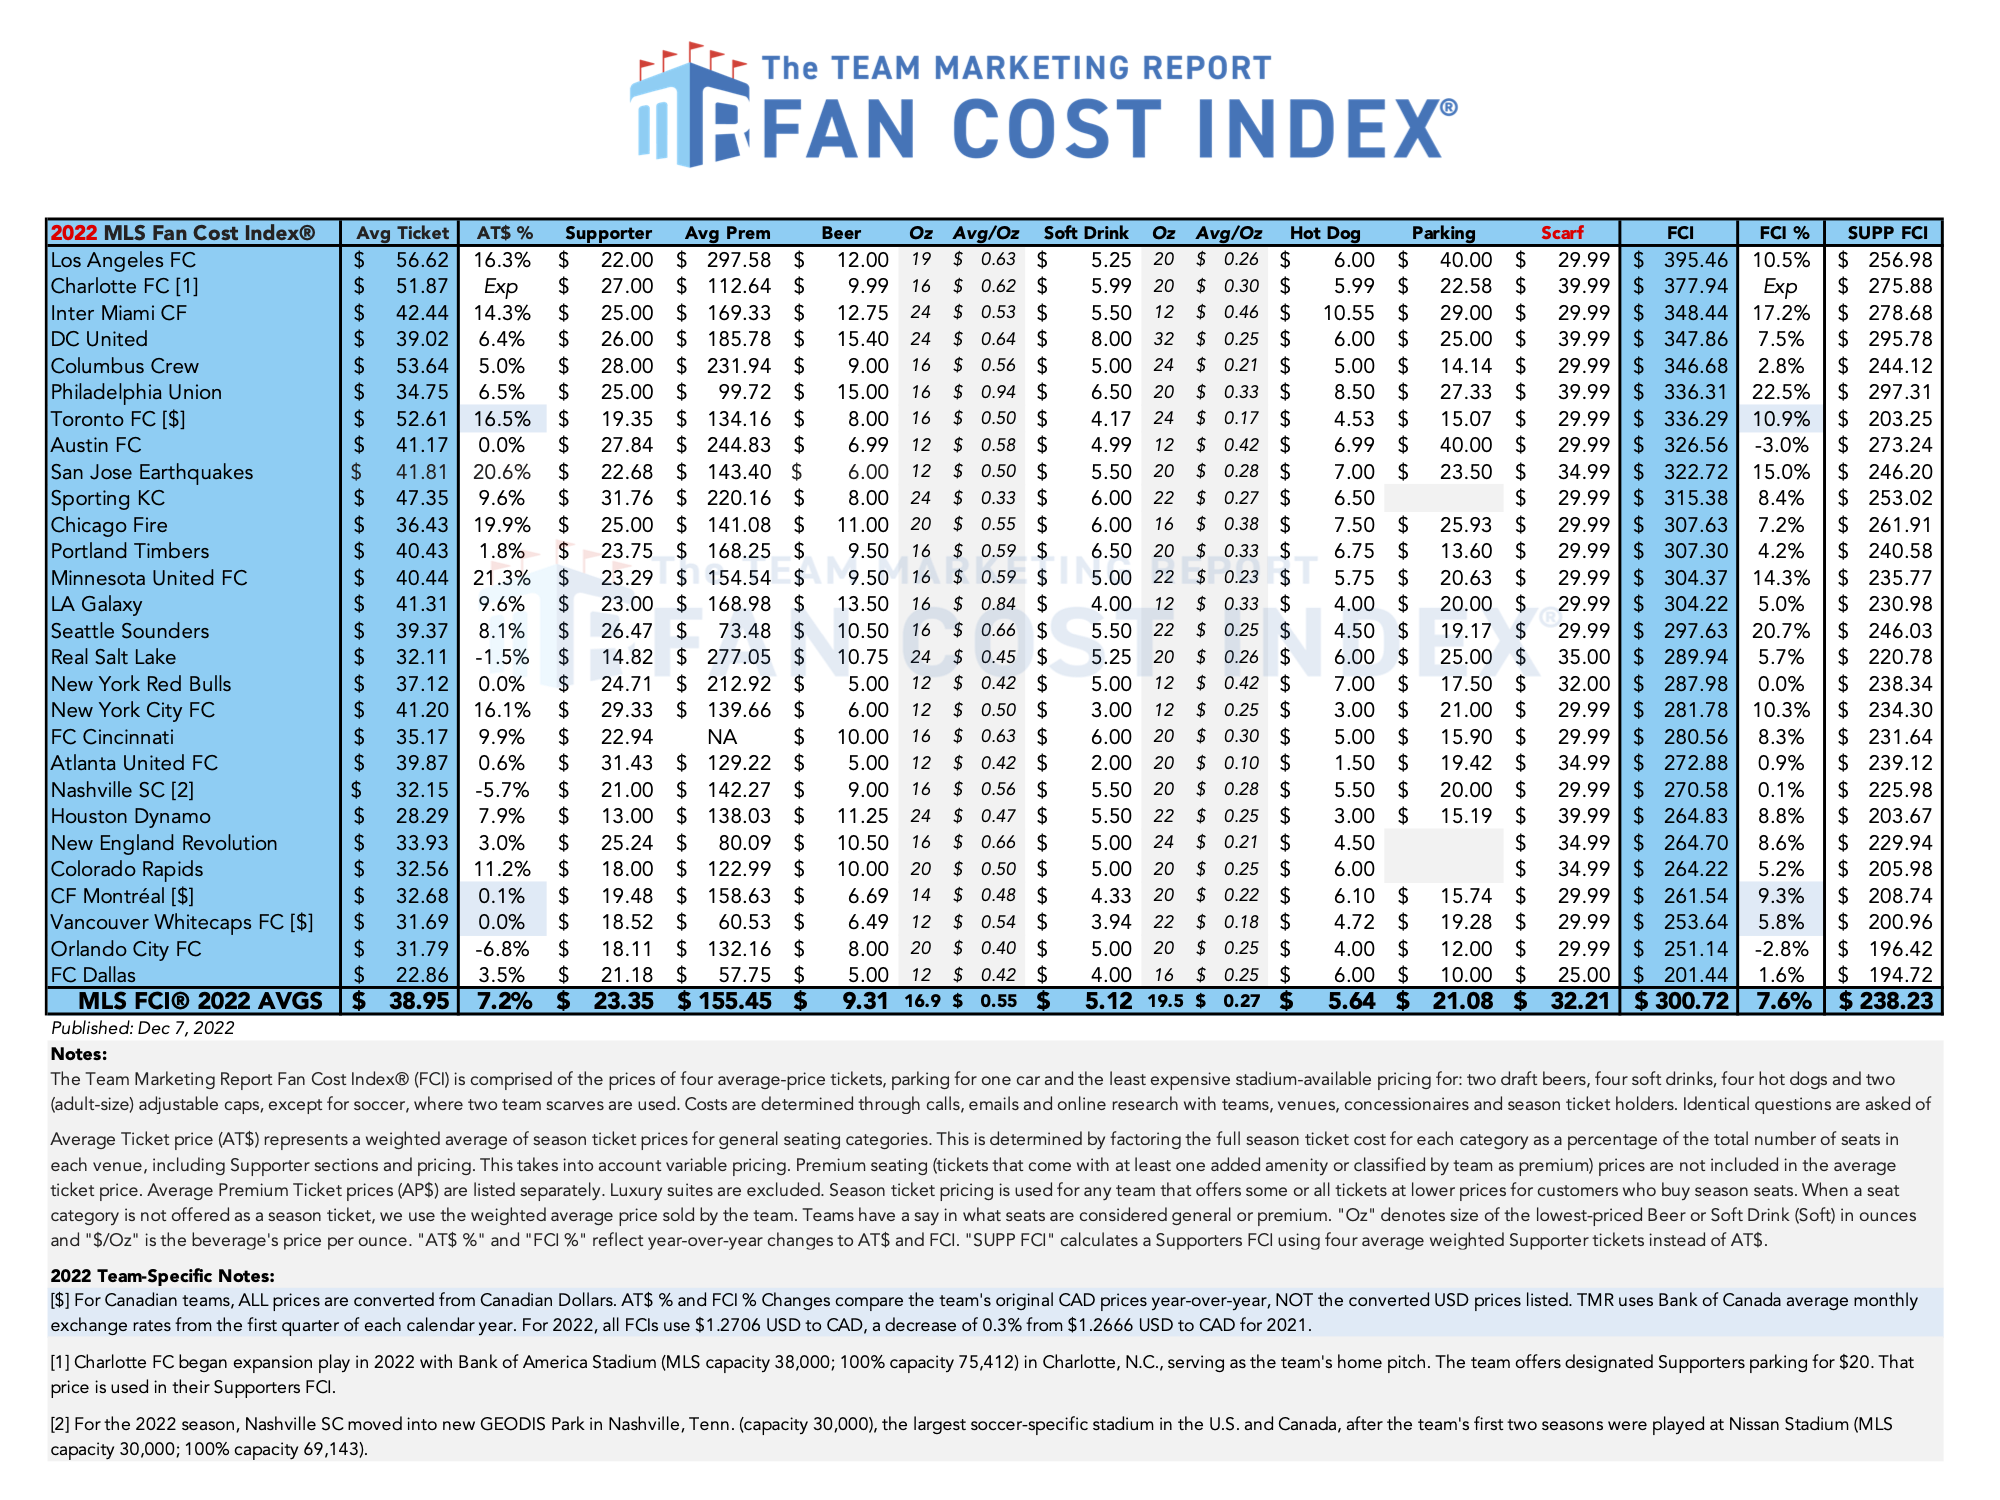 The TEAM MARKETING REPORT
FAN COST INDEX®
2022 MLS Fan Cost Index® Avg Ticket AT$ % Supporter Avg Prem Beer Oz Avg/Oz Soft Drink Oz Avg/Oz Hot Dog Parking Scarf FCI FCI % SUPP FCI
Los Angeles FC $ 56.62 16.3% $ 22.00 $ 297.58 $ 12.00 19 $ 0.63 $ 5.25 20 $ 0.26 $ 6.00 $ 40.00 $ 29.99 $ 395.46 10.5% $ 256.98
Charlotte FC [1] $ 51.87 Exp $ 27.00 $ 112.64 $ 9.99 16 $ 0.62 $ 5.99 20 $ 0.30 $ 5.99 $ 22.58 $ 39.99 $ 377.94 Exp $ 275.88
Inter Miami CF $ 42.44 14.3% $ 25.00 $ 169.33 $ 12.75 24 $ 0.53 $ 5.50 12 $ 0.46 $ 10.55 $ 29.00 $ 29.99 $ 348.44 17.2% $ 278.68
DC United $ 39.02 6.4% $ 26.00 $ 185.78 $ 15.40 24 $ 0.64 $ 8.00 32 $ 0.25 $ 6.00 $ 25.00 $ 39.99 $ 347.86 7.5% $ 295.78
Columbus Crew $ 53.64 5.0% $ 28.00 $ 231.94 $ 9.00 16 $ 0.56 $ 5.00 24 $ 0.21 $ 5.00 $ 14.14 $ 29.99 $ 346.68 2.8% $ 244.12
Philadelphia Union $ 34.75 6.5% $ 25.00 $ 99.72 $ 15.00 16 $ 0.94 $ 6.50 20 $ 0.33 $ 8.50 $ 27.33 $ 39.99 $ 336.31 22.5% $ 297.31
Toronto FC [$] $ 52.61 16.5% $ 19.35 $ 134.16 $ 8.00 16 $ 0.50 $ 4.17 24 $ 0.17 $ 4.53 $ 15.07 $ 29.99 $ 336.29 10.9% $ 203.25
Austin FC $ 41.17 0.0% $ 27.84 $ 244.83 $ 6.99 12 $ 0.58 $ 4.99 12 $ 0.42 $ 6.99 $ 40.00 $ 29.99 $ 326.56 -3.0% $ 273.24
San Jose Earthquakes $ 41.81 20.6% $ 22.68 $ 143.40 $ 6.00 12 $ 0.50 $ 5.50 20 $ 0.28 $ 7.00 $ 23.50 $ 34.99 $ 322.72 15.0% $ 246.20
Sporting KC $ 47.35 9.6% $ 31.76 $ 220.16 $ 8.00 24 $ 0.33 $ 6.00 22 $ 0.27 $ 6.50 $ 29.99 $ 315.38 8.4% $ 253.02
Chicago Fire $ 36.43 19.9% $ 25.00 $ 141.08 $ 11.00 20 $ 0.55 $ 6.00 16 $ 0.38 $ 7.50 $ 25.93 $ 29.99 $ 307.63 7.2% $ 261.91
Portland Timbers $ 40.43 1.8% $ 23.75 $ 168.25 $ 9.50 16 $ 0.59 $ 6.50 20 $ 0.33 $ 6.75 $ 13.60 $ 29.99 $ 307.30 4.2% $ 240.58
Minnesota United FC $ 40.44 21.3% $ 23.29 $ 154.54 $ 9.50 16 $ 0.59 $ 5.00 22 $ 0.23 $ 5.75 $ 20.63 $ 29.99 $ 304.37 14.3% $ 235.77
LA Galaxy $ 41.31 9.6% $ 23.00 $ 168.98 $ 13.50 16 $ 0.84 $ 4.00 12 $ 0.33 $ 4.00 $ 20.00 $ 29.99 $ 304.22 5.0% $ 230.98
Seattle Sounders $ 39.37 8.1% $ 26.47 $ 73.48 $ 10.50 16 $ 0.66 $ 5.50 22 $ 0.25 $ 4.50 $ 19.17 $ 29.99 $ 297.63 20.7% $ 246.03
Real Salt Lake $ 32.11 -1.5% $ 14.82 $ 277.05 $ 10.75 24 $ 0.45 $ 5.25 20 $ 0.26 $ 6.00 $ 25.00 $ 35.00 $ 289.94 5.7% $ 220.78
New York Red Bulls $ 37.12 0.0% $ 24.71 $ 212.92 $ 5.00 12 $ 0.42 $ 5.00 12 $ 0.42 $ 7.00 $ 17.50 $ 32.00 $ 287.98 0.0% $ 238.34
New York City FC $ 41.20 16.1% $ 29.33 $ 139.66 $ 6.00 12 $ 0.50 $ 3.00 12 $ 0.25 $ 3.00 $ 21.00 $ 29.99 $ 281.78 10.3% $ 234.30
FC Cincinnati $ 35.17 9.9% $ 22.94 NA $ 10.00 16 $ 0.63 $ 6.00 20 $ 0.30 $ 5.00 $ 15.90 $ 29.99 $ 280.56 8.3% $ 231.64
Atlanta United FC $ 39.87 0.6% $ 31.43 $ 129.22 $ 5.00 12 $ 0.42 $ 2.00 20 $ 0.10 $ 1.50 $ 19.42 $ 34.99 $ 272.88 0.9% $ 239.12
Nashville SC [2] $ 32.15 -5.7% $ 21.00 $ 142.27 $ 9.00 16 $ 0.56 $ 5.50 20 $ 0.28 $ 5.50 $ 20.00 $ 29.99 $ 270.58 0.1% $ 225.98
Houston Dynamo $ 28.29 7.9% $ 13.00 $ 138.03 $ 11.25 24 $ 0.47 $ 5.50 22 $ 0.25 $ 3.00 $ 15.19 $ 39.99 $ 264.83 8.8% $ 203.67
New England Revolution $ 33.93 3.0% $ 25.24 $ 80.09 $ 10.50 16 $ 0.66 $ 5.00 24 $ 0.21 $ 4.50 $ 34.99 $ 264.70 8.6% $ 229.94
Colorado Rapids $ 32.56 11.2% $ 18.00 $ 122.99 $ 10.00 20 $ 0.50 $ 5.00 20 $ 0.25 $ 6.00 $ 34.99 $ 264.22 5.2% $ 205.98
CF Montréal [$] $ 32.68 0.1% $ 19.48 $ 158.63 $ 6.69 14 $ 0.48 $ 4.33 20 $ 0.22 $ 6.10 $ 15.74 $ 29.99 $ 261.54 9.3% $ 208.74
Vancouver Whitecaps FC [$] $ 31.69 0.0% $ 18.52 $ 60.53 $ 6.49 12 $ 0.54 $ 3.94 22 $ 0.18 $ 4.72 $ 19.28 $ 29.99 $ 253.64 5.8% $ 200.96
Orlando City FC $ 31.79 -6.8% $ 18.11 $ 132.16 $ 8.00 20 $ 0.40 $ 5.00 20 $ 0.25 $ 4.00 $ 12.00 $ 29.99 $ 251.14 -2.8% $ 196.42
FC Dallas $ 22.86 3.5% $ 21.18 $ 57.75 $ 5.00 12 $ 0.42 $ 4.00 16 $ 0.25 $ 6.00 $ 10.00 $ 25.00 $ 201.44 1.6% $ 194.72
MLS FCI® 2022 AVGS $ 38.95 7.2% $ 23.35 $ 155.45 $ 9.31 16.9 $ 0.55 $ 5.12 19.5 $ 0.27 $ 5.64 $ 21.08 $ 32.21 $ 300.72 7.6% $ 238.23
Published: Dec 7, 2022
Notes:
The Team Marketing Report Fan Cost Index® (FCI) is comprised of the prices of four average-price tickets, parking for one car and the least expensive stadium-available pricing for: two draft beers, four soft drinks, four hot dogs and two
(adult-size) adjustable caps, except for soccer, where two team scarves are used. Costs are determined through calls, emails and online research with teams, venues, concessionaires and season ticket holders. Identical questions are asked of
Average Ticket price (AT$) represents a weighted average of season ticket prices for general seating categories. This is determined by factoring the full season ticket cost for each category as a percentage of the total number of seats in
each venue, including Supporter sections and pricing. This takes into account variable pricing. Premium seating (tickets that come with at least one added amenity or classified by team as premium) prices are not included in the average
ticket price. Average Premium Ticket prices (AP$) are listed separately. Luxury suites are excluded. Season ticket pricing is used for any team that offers some or all tickets at lower prices for customers who buy season seats. When a seat
category is not offered as a season ticket, we use the weighted average price sold by the team. Teams have a say in what seats are considered general or premium. "Oz" denotes size of the lowest-priced Beer or Soft Drink (Soft) in ounces
and "$/Oz" is the beverage's price per ounce. "AT$ %" and "FCI %" reflect year-over-year changes to AT$ and FCI. "SUPP FCI" calculates a Supporters FCI using four average weighted Supporter tickets instead of AT$.
2022 Team-Specific Notes:
[$] For Canadian teams, ALL prices are converted from Canadian Dollars. AT$ % and FCI % Changes compare the team's original CAD prices year-over-year, NOT the converted USD prices listed. TMR uses Bank of Canada average monthly
exchange rates from the first quarter of each calendar year. For 2022, all FCIs use $1.2706 USD to CAD, a decrease of 0.3% from $1.2666 USD to CAD for 2021.
[1] Charlotte FC began expansion play in 2022 with Bank of America Stadium (MLS capacity 38,000; 100% capacity 75,412) in Charlotte, N.C., serving as the team's home pitch. The team offers designated Supporters parking for $20. That
price is used in their Supporters FCI.
[2] For the 2022 season, Nashville SC moved into new GEODIS Park in Nashville, Tenn. (capacity 30,000), the largest soccer-specific stadium in the U.S. and Canada, after the team's first two seasons were played at Nissan Stadium (MLS
capacity 30,000; 100% capacity 69,143).